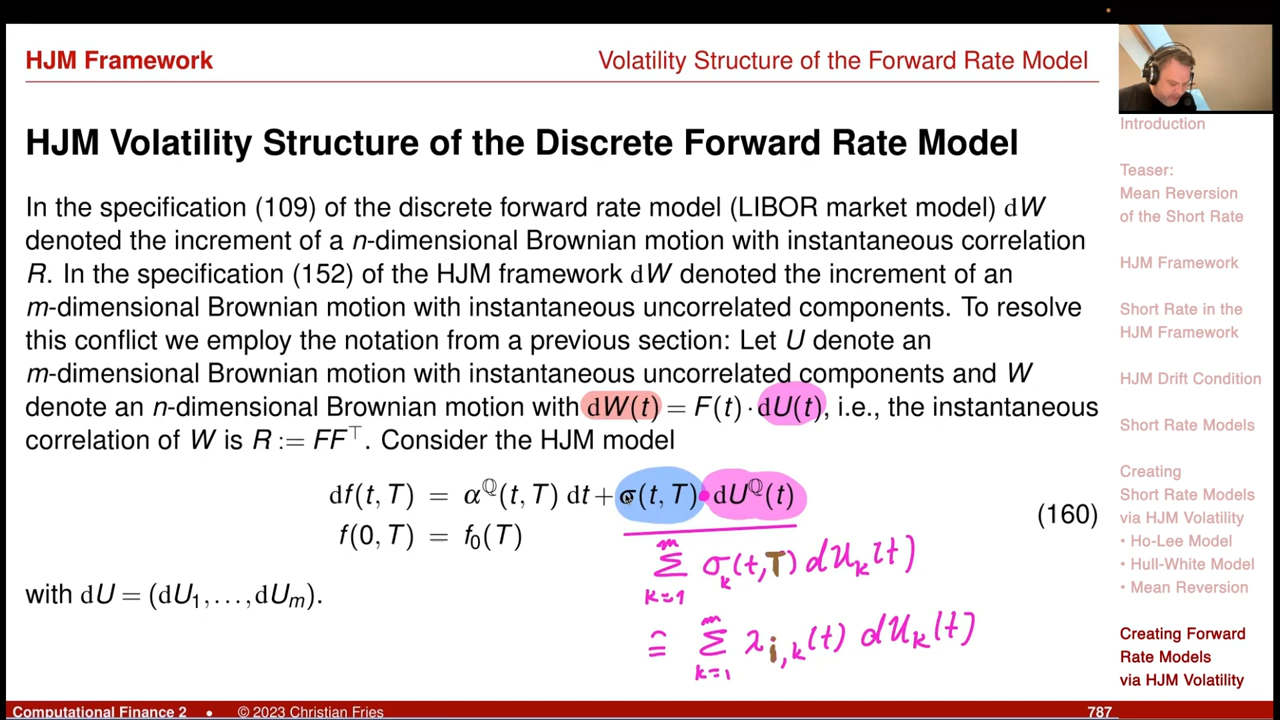 HJM Framework
Volatility Structure of the Forward Rate Model
HJM Volatility Structure of the Discrete Forward Rate Model
In the specification (109) of the discrete forward rate model (LIBOR market model) dW
denoted the increment of a n-dimensional Brownian motion with instantaneous correlation
R. In the specification (152) of the HJM framework dW denoted the increment of an
m-dimensional Brownian motion with instantaneous uncorrelated components. To resolve
this conflict we employ the notation from a previous section: Let U denote an
m-dimensional Brownian motion with instantaneous uncorrelated components and W
denote an n-dimensional Brownian motion with dW(t) = F(t) · dU(t), i.e., the instantaneous
correlation of W is R := FF⊤. Consider the HJM model
df(t, T) = α^ℚ(t, T) dt + σ(t, T) · dU^ℚ(t)
f(0, T) = f₀(T)
(160)
∑_{k=1}^{m} σ_k(t,T) dU_k(t)
with dU = (dU₁, ..., dU_m).
≙ ∑_{k=1}^{m} λ_{i,k}(t) dU_k(t)
Introduction
Teaser:
Mean Reversion
of the Short Rate
HJM Framework
Short Rate in the
HJM Framework
HJM Drift Condition
Short Rate Models
Creating
Short Rate Models
via HJM Volatility
• Ho-Lee Model
• Hull-White Model
• Mean Reversion
Creating Forward
Rate Models
via HJM Volatility
Computational Finance 2 • © 2023 Christian Fries
787